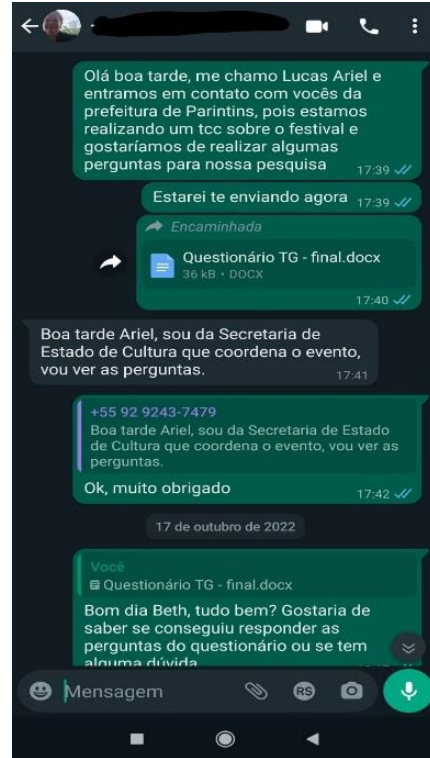 Olá boa tarde, me chamo Lucas Ariel e
entramos em contato com vocês da
prefeitura de Parintins, pois estamos
realizando um tcc sobre o festival e
gostaríamos de realizar algumas
perguntas para nossa pesquisa 17:39
Estarei te enviando agora 17:39
Encaminhada
Questionário TG - final.docx
36 kB • DOCX
17:40
Boa tarde Ariel, sou da Secretaria de
Estado de Cultura que coordena o evento,
vou ver as perguntas.
17:41
+55 92 9243-7479
Boa tarde Ariel, sou da Secretaria de Estado
de Cultura que coordena o evento, vou ver as
perguntas.
Ok, muito obrigado
17:42
17 de outubro de 2022
Você
Questionário TG - final.docx
Bom dia Beth, tudo bem? Gostaria de
saber se conseguiu responder as
perguntas do questionário ou se tem
alguma dúvida
Mensagem
RS